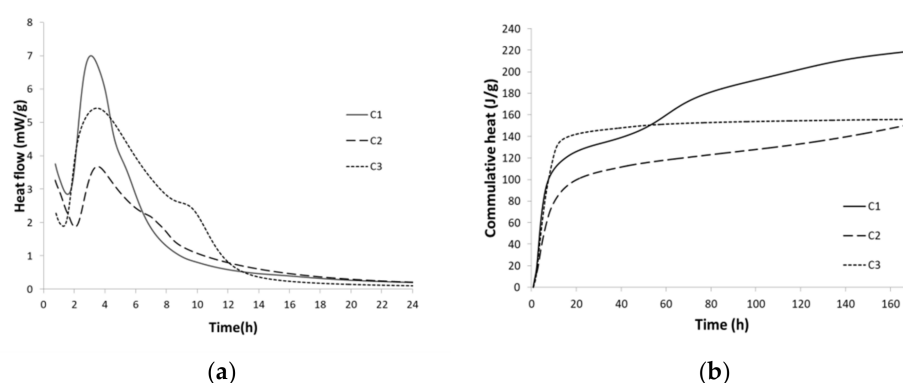 8
7
6
5
4
3
2
1
0
Heat flow (mW/g)
0 2 4 6 8 10 12 14 16 18 20 22 24
Time(h)
C1
C2
C3
(a)
240
220
200
180
160
140
120
100
80
60
40
20
0
Commulative heat (J/g)
0 20 40 60 80 100 120 140 160
Time (h)
C1
C2
C3
(b)